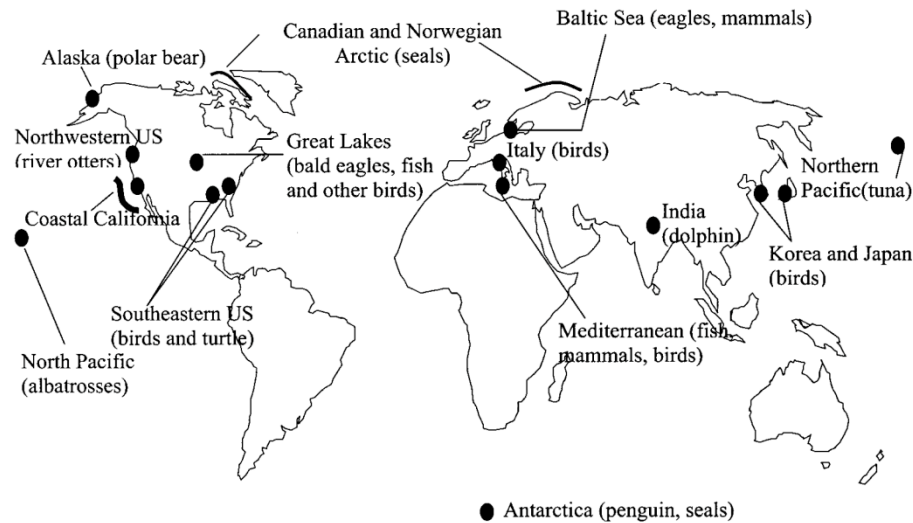 Baltic Sea (eagles, mammals)
Canadian and Norwegian
Arctic (seals)
Alaska (polar bear)
Northwestern US
(river otters)
Great Lakes
(bald eagles, fish
and other birds)
Italy (birds)
Northern
Pacific(tuna)
Coastal California
India
(dolphin)
Korea and Japan
(birds)
Southeastern US
(birds and turtle)
Mediterranean (fish,
mammals, birds)
North Pacific
(albatrosses)
Antarctica (penguin, seals)